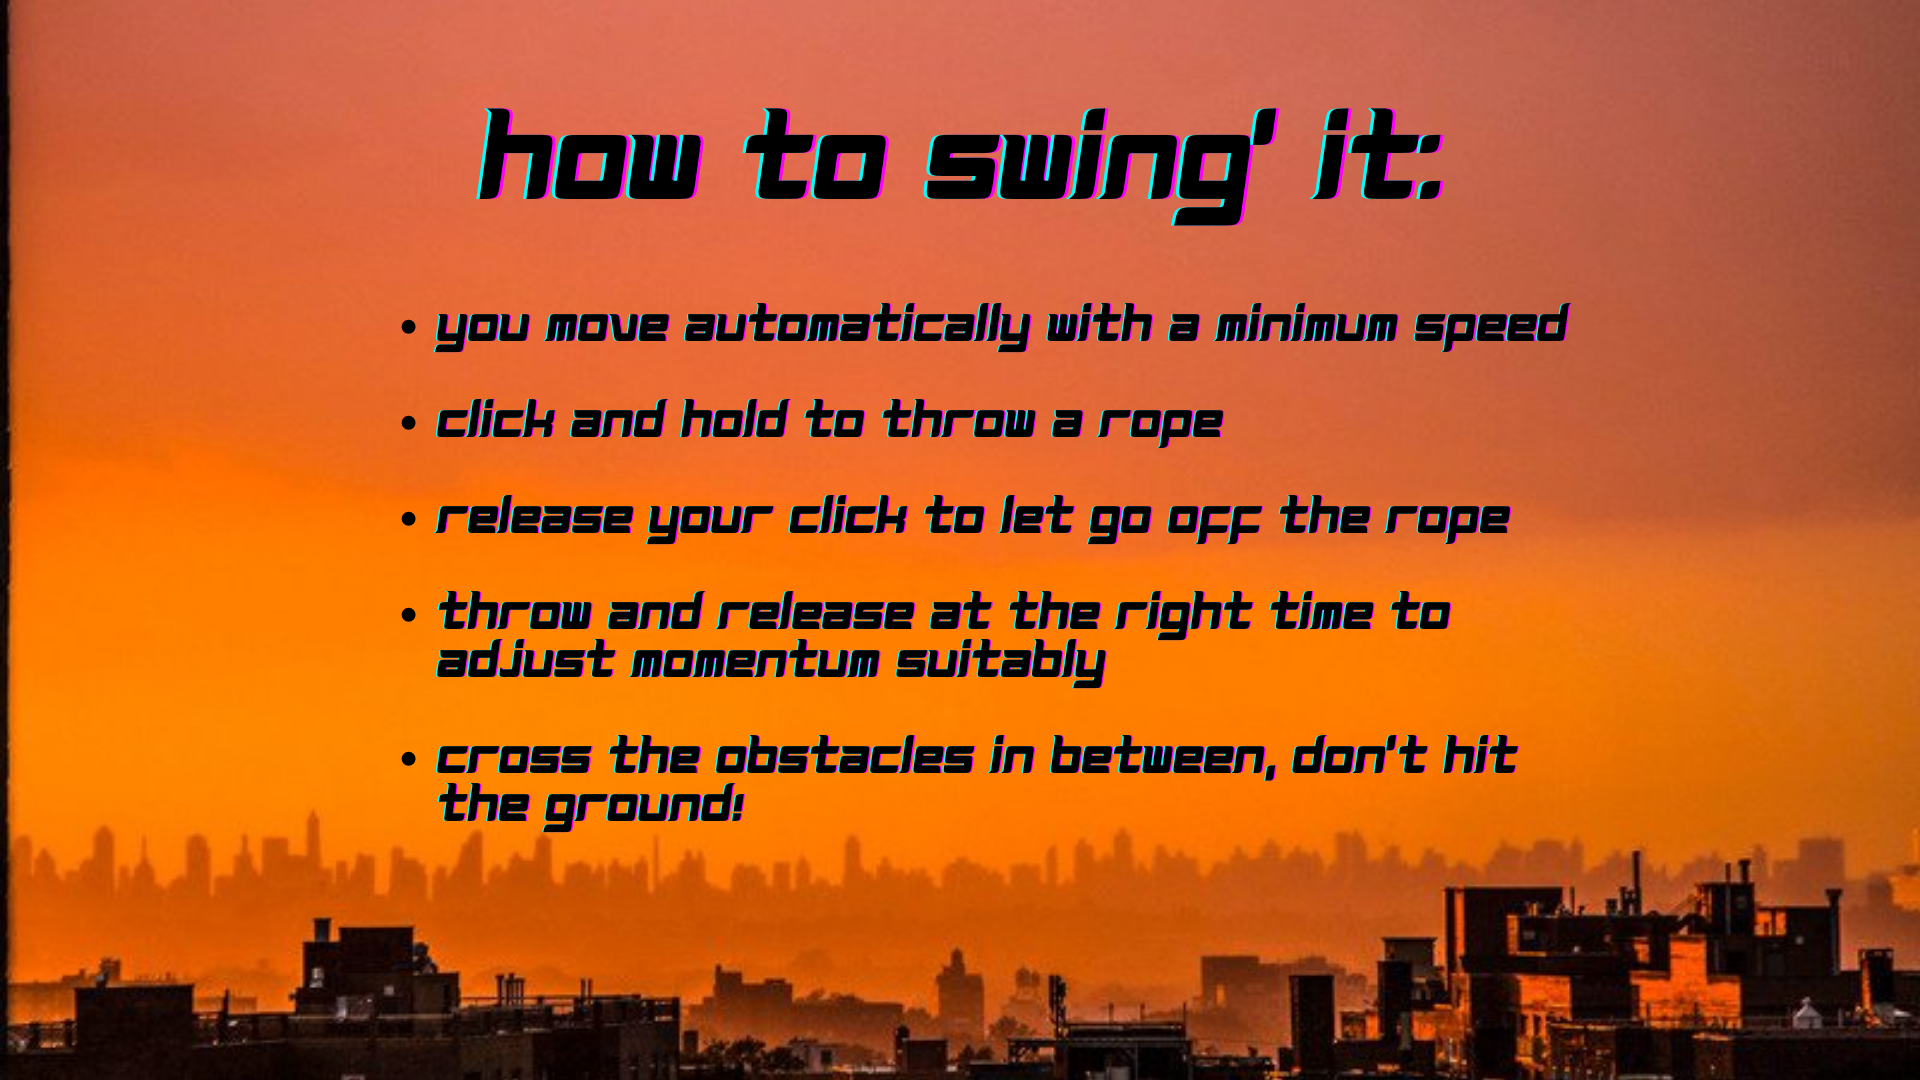 how to swing' it:
• you move automatically with a minimum speed
• click and hold to throw a rope
• release your click to let go off the rope
• throw and release at the right time to
adjust momentum suitably
• cross the obstacles in between, don't hit
the ground!